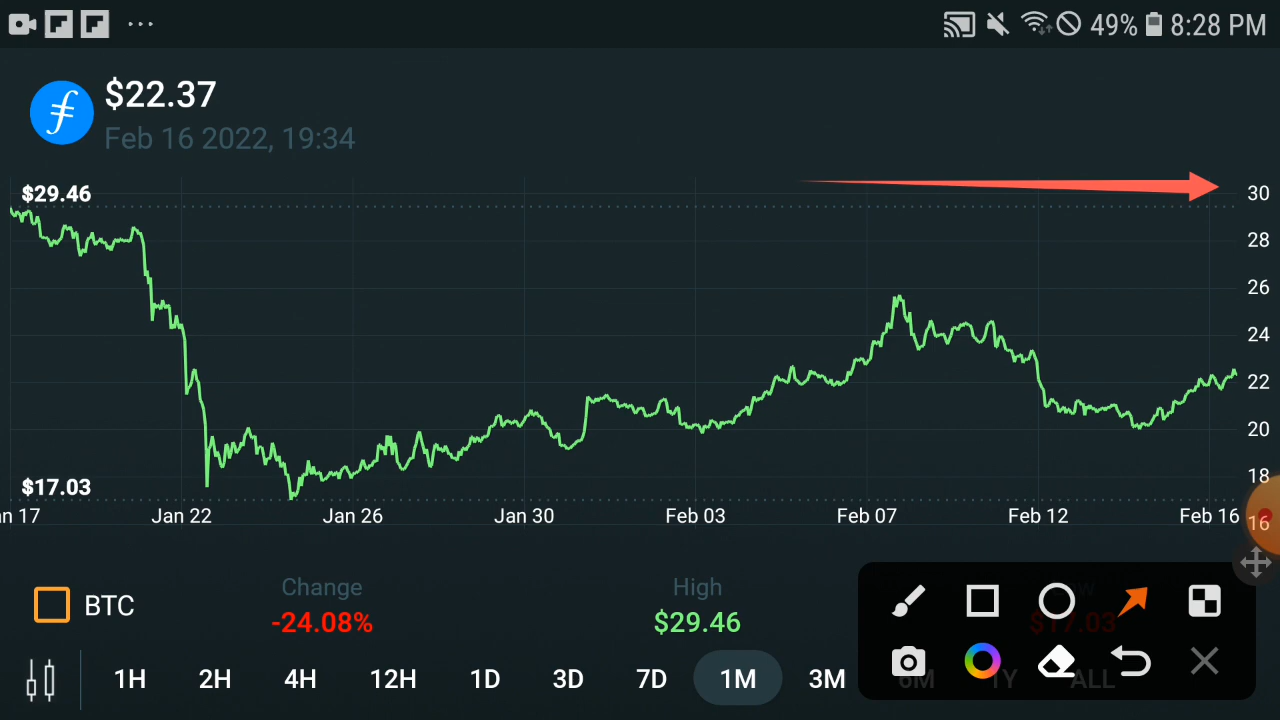 49% 8:28 PM
$22.37
Feb 16 2022, 19:34
$29.46
30
28
26
24
22
20
18
16
$17.03
n 17 Jan 22 Jan 26 Jan 30 Feb 03 Feb 07 Feb 12 Feb 16
BTC
Change
-24.08%
High
$29.46
$17.03
1H 2H 4H 12H 1D 3D 7D 1M 3M 6M 1Y ALL